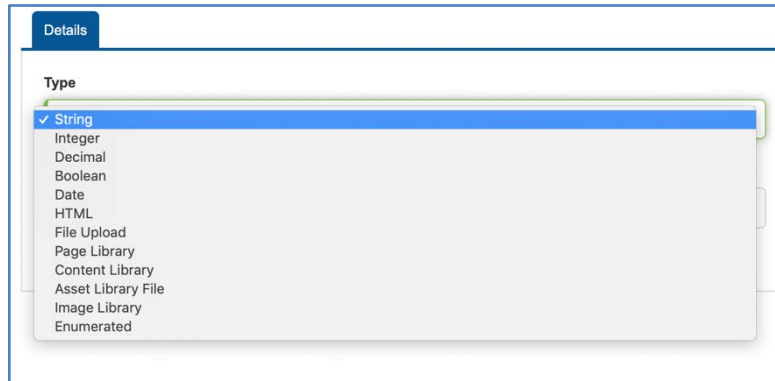 Details
Type
✓ String
Integer
Decimal
Boolean
Date
HTML
File Upload
Page Library
Content Library
Asset Library File
Image Library
Enumerated